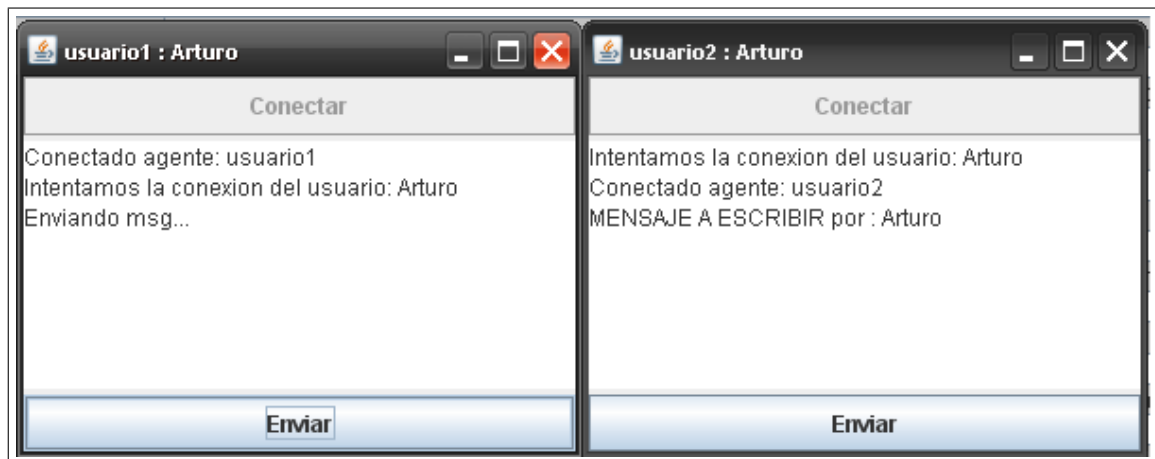 usuario1 : Arturo
Conectar
Conectado agente: usuario1
Intentamos la conexion del usuario: Arturo
Enviando msg...
Enviar
usuario2 : Arturo
Conectar
Intentamos la conexion del usuario: Arturo
Conectado agente: usuario2
MENSAJE A ESCRIBIR por : Arturo
Enviar